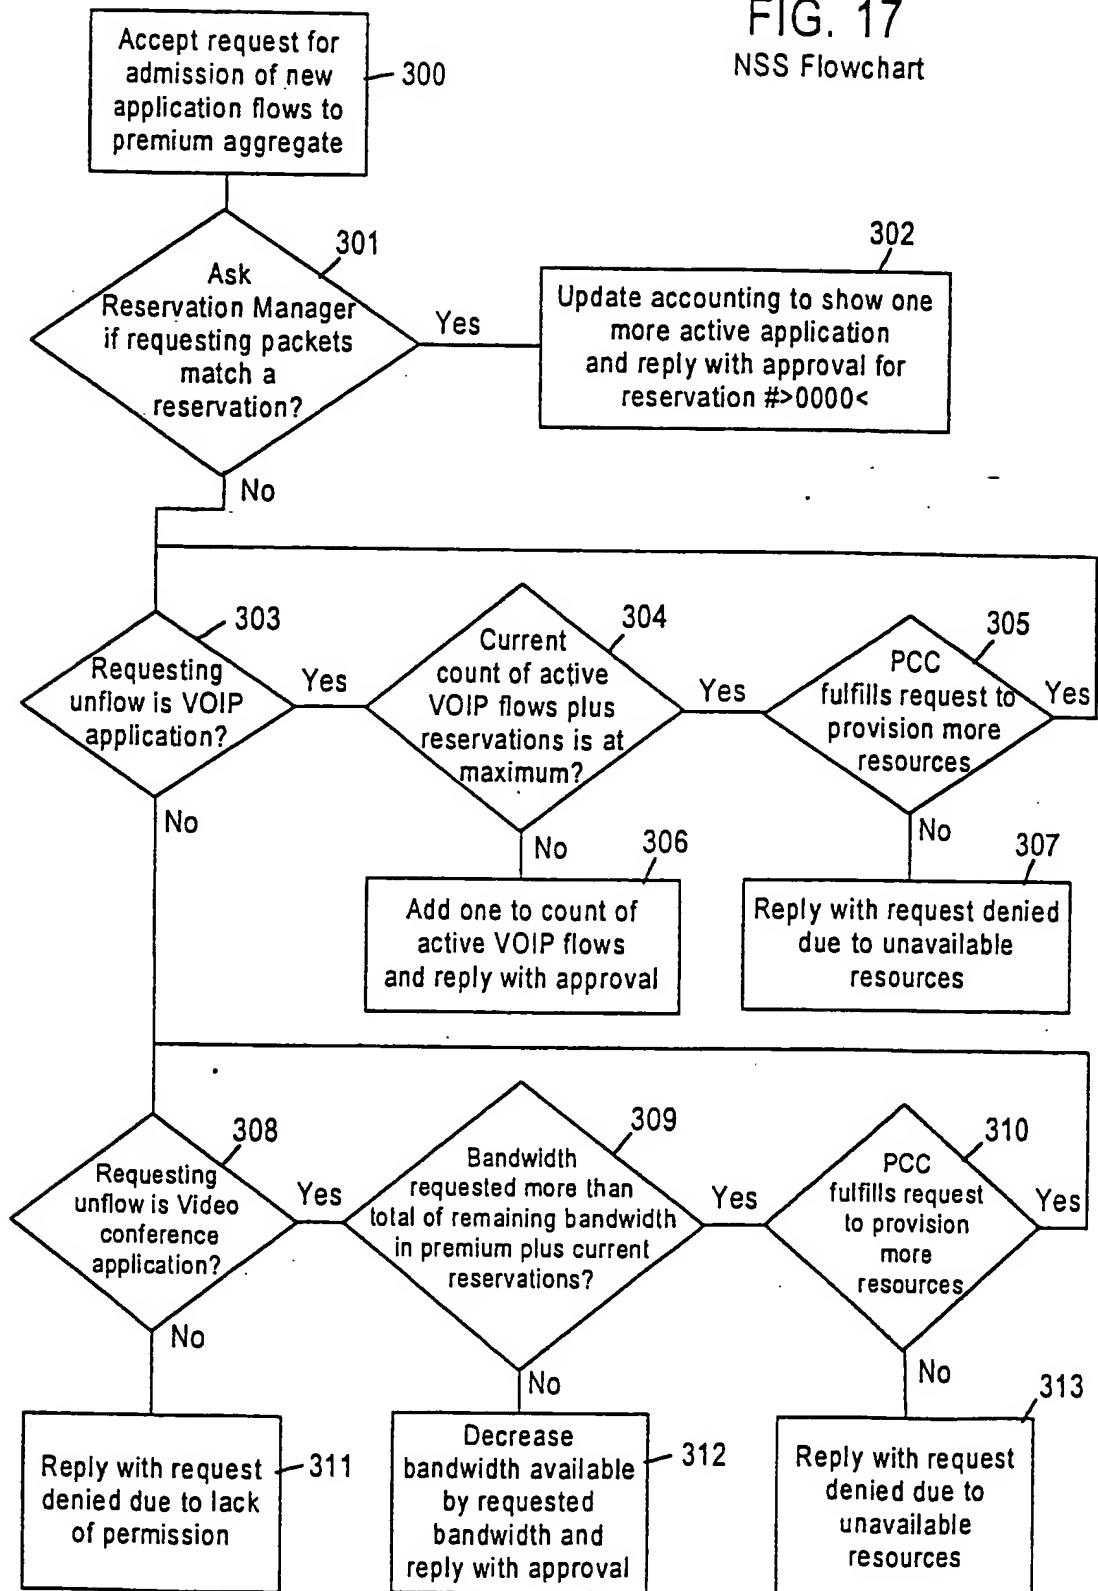 FIG. 17
NSS Flowchart
Accept request for
admission of new
application flows to
premium aggregate
300
301
Ask
Reservation Manager
if requesting packets
match a
reservation?
Yes
302
Update accounting to show one
more active application
and reply with approval for
reservation #>0000<
No
303
Requesting
unflow is VOIP
application?
Yes
304
Current
count of active
VOIP flows plus
reservations is at
maximum?
Yes
305
PCC
fulfills request to
provision more
resources
Yes
No
No
306
Add one to count of
active VOIP flows
and reply with approval
No
307
Reply with request denied
due to unavailable
resources
308
Requesting
unflow is Video
conference
application?
Yes
309
Bandwidth
requested more than
total of remaining bandwidth
in premium plus current
reservations?
Yes
310
PCC
fulfills request
to provision
more
resources
Yes
No
No
No
311
Reply with request
denied due to lack
of permission
312
Decrease
bandwidth available
by requested
bandwidth and
reply with approval
313
Reply with request
denied due to
unavailable
resources